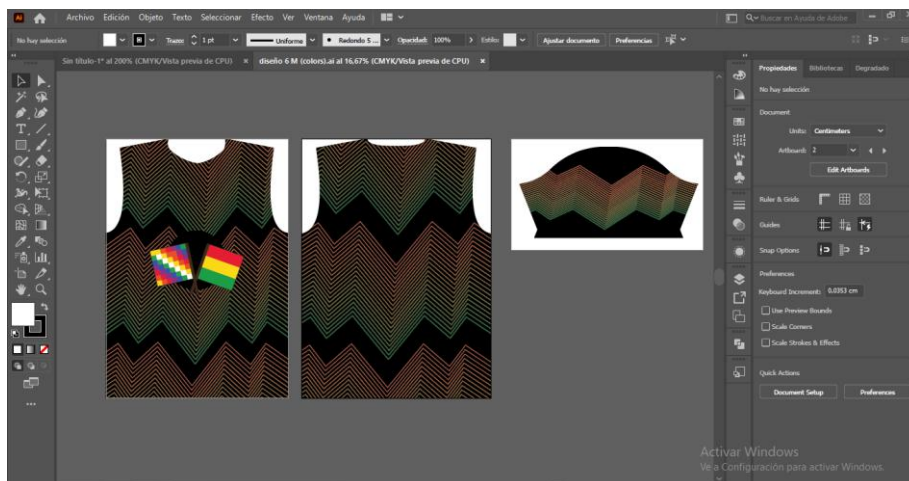 Ai Archivo Edición Objeto Texto Seleccionar Efecto Ver Ventana Ayuda Buscar en Ayuda de Adobe
No hay selección Trazo: 1 pt Uniforme Redondo 5 ... Opacidad: 100% Estilo: Ajustar documento Preferencias
Sin título-1* al 200% (CMYK/Vista previa de CPU) × diseño 6 M (colors).ai al 16,67% (CMYK/Vista previa de CPU) ×
Propiedades Bibliotecas Degradado
No hay selección
Document
Units: Centimeters
Artboard: 2
Edit Artboards
Ruler & Grids
Guides
Snap Options
Preferences
Keyboard Increment: 0,0353 cm
Use Preview Bounds
Scale Corners
Scale Strokes & Effects
Quick Actions
Document Setup Preferences
Activar Windows
Ve a Configuración para activar Windows.